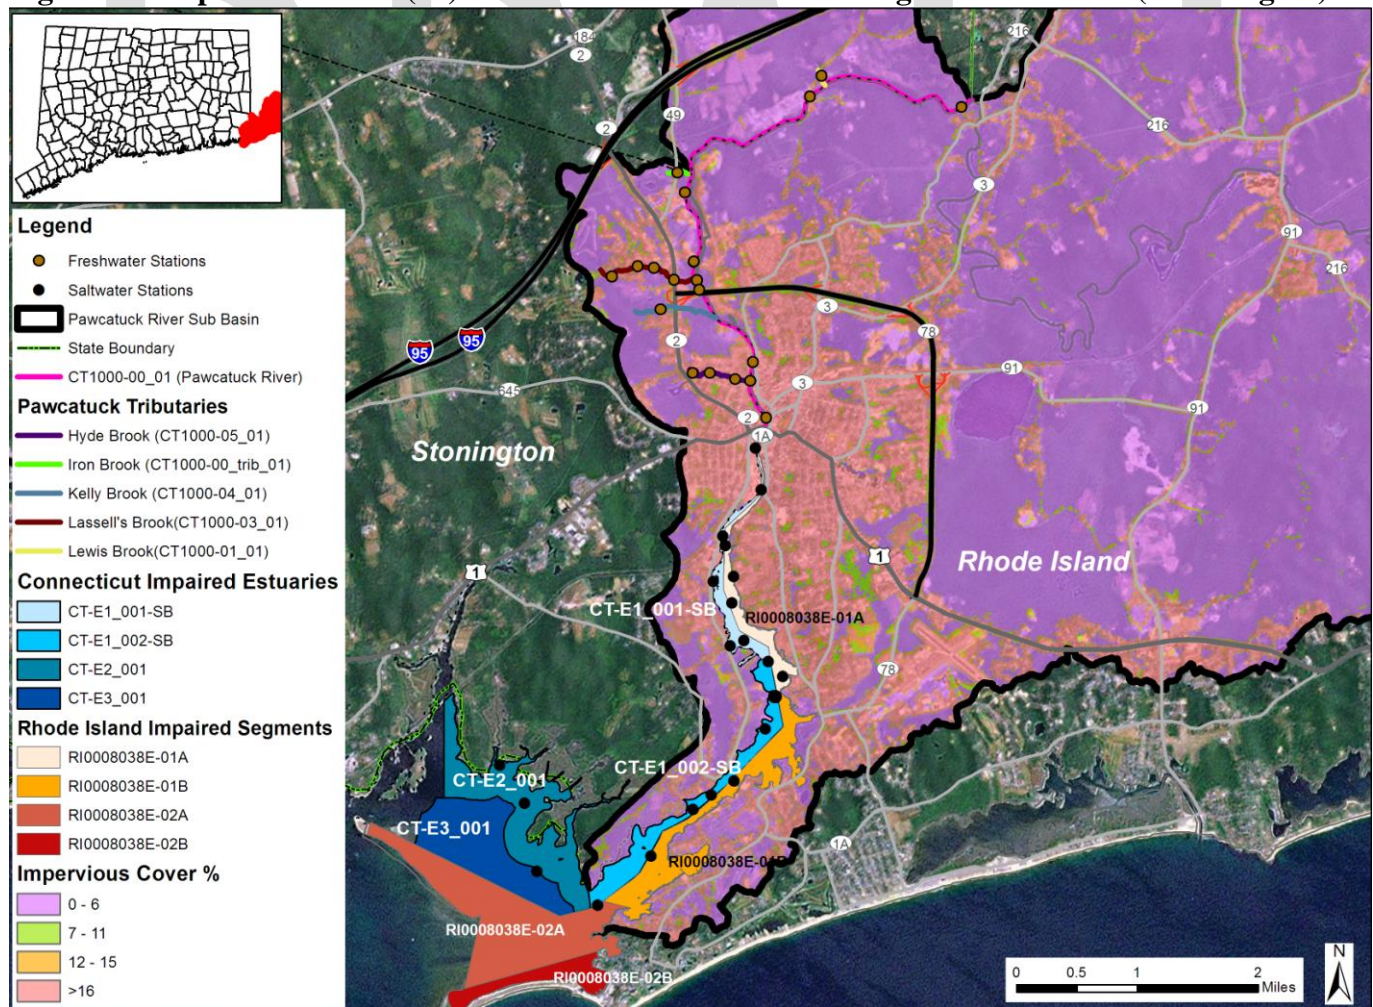 184
2
216
49
2
216
3
91
216
3
78
2
95
95
91
3
645
91
2
1A
Stonington
1
Rhode Island
1
CT-E1_001-SB
RI0008038E-01A
78
CT-E1_002-SB
CT-E2_001
CT-E3_001
1A
RI0008038E-02A
RI0008038E-02B
Legend
Freshwater Stations
Saltwater Stations
Pawcatuck River Sub Basin
State Boundary
CT1000-00_01 (Pawcatuck River)
Pawcatuck Tributaries
Hyde Brook (CT1000-05_01)
Iron Brook (CT1000-00_trib_01)
Kelly Brook (CT1000-04_01)
Lassell's Brook(CT1000-03_01)
Lewis Brook(CT1000-01_01)
Connecticut Impaired Estuaries
CT-E1_001-SB
CT-E1_002-SB
CT-E2_001
CT-E3_001
Rhode Island Impaired Segments
RI0008038E-01A
RI0008038E-01B
RI0008038E-02A
RI0008038E-02B
Impervious Cover %
0 - 6
7 - 11
12 - 15
>16
0 0.5 1 2
Miles
N